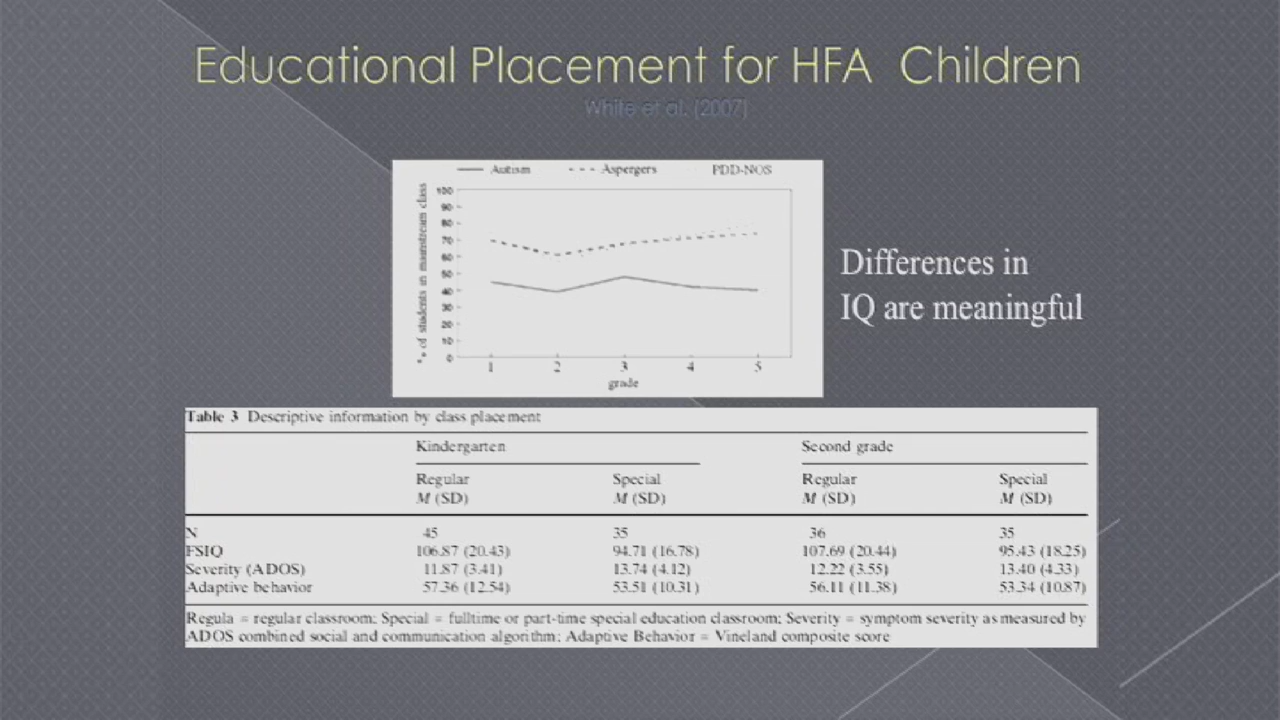 Educational Placement for HFA Children
White et al. (2007)
Autism Aspergers PDD-NOS
% of students in mainstream class
100
90
80
70
60
50
40
30
20
10
0
1 2 3 4 5
grade
Differences in
IQ are meaningful
Table 3 Descriptive information by class placement
Kindergarten Second grade
Regular Special Regular Special
M (SD) M (SD) M (SD) M (SD)
N 45 35 36 35
FSIQ 106.87 (20.43) 94.71 (16.78) 107.69 (20.44) 95.43 (18.25)
Severity (ADOS) 11.87 (3.41) 13.74 (4.12) 12.22 (3.55) 13.40 (4.33)
Adaptive behavior 57.36 (12.54) 53.51 (10.31) 56.11 (11.38) 53.34 (10.87)
Regula = regular classroom; Special = fulltime or part-time special education classroom; Severity = symptom severity as measured by
ADOS combined social and communication algorithm; Adaptive Behavior = Vineland composite score